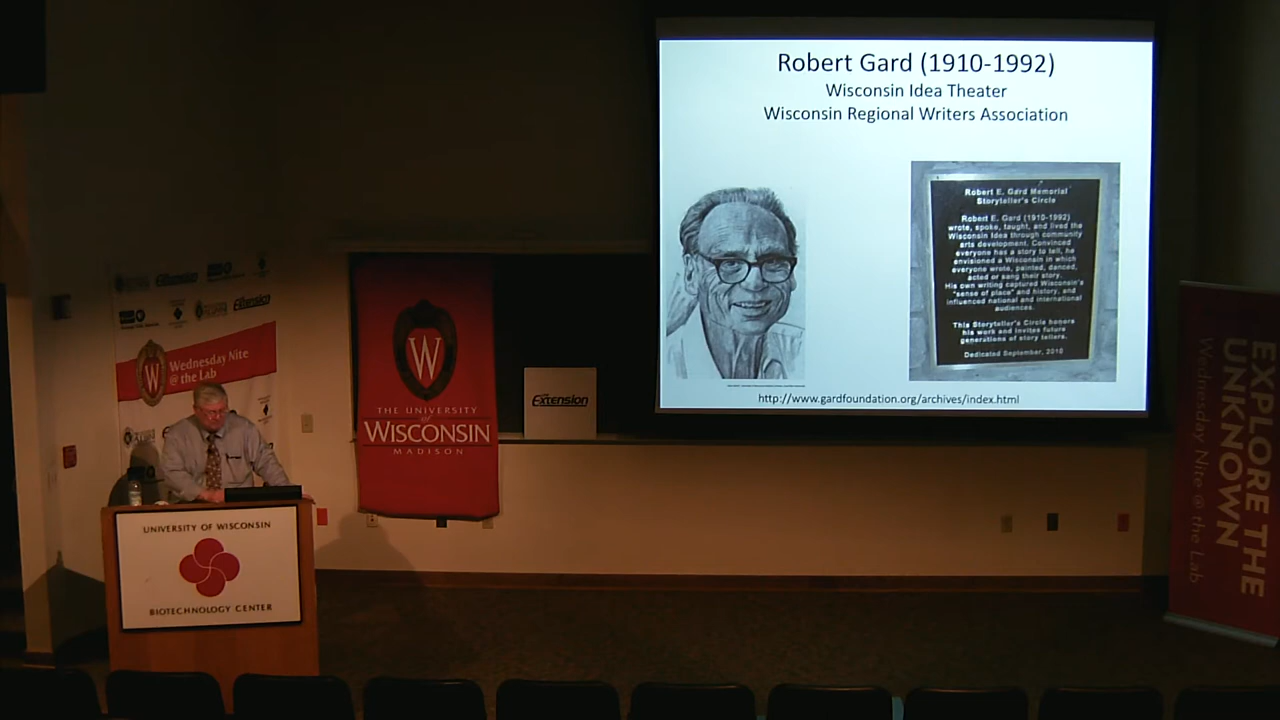 Robert Gard (1910-1992)
Wisconsin Idea Theater
Wisconsin Regional Writers Association
Robert E. Gard Memorial
Storyteller's Circle
Robert E. Gard (1910-1992)
wrote, spoke, taught, and lived the
Wisconsin Idea through community
arts development. Convinced
everyone has a story to tell, he
envisioned a Wisconsin in which
everyone wrote, painted, danced,
acted or sang their story.
His own writing captured Wisconsin's
"sense of place" and history, and
influenced national and international
audiences.
This Storyteller's Circle honors
his work and invites future
generations of story tellers.
Dedicated September, 2010
http://www.gardfoundation.org/archives/index.html
Extension
Extension
Wednesday Nite
@ the Lab
W
THE UNIVERSITY
of
WISCONSIN
MADISON
Extension
UNIVERSITY OF WISCONSIN
BIOTECHNOLOGY CENTER
EXPLORE THE
UNKNOWN
Wednesday Nite @ the Lab